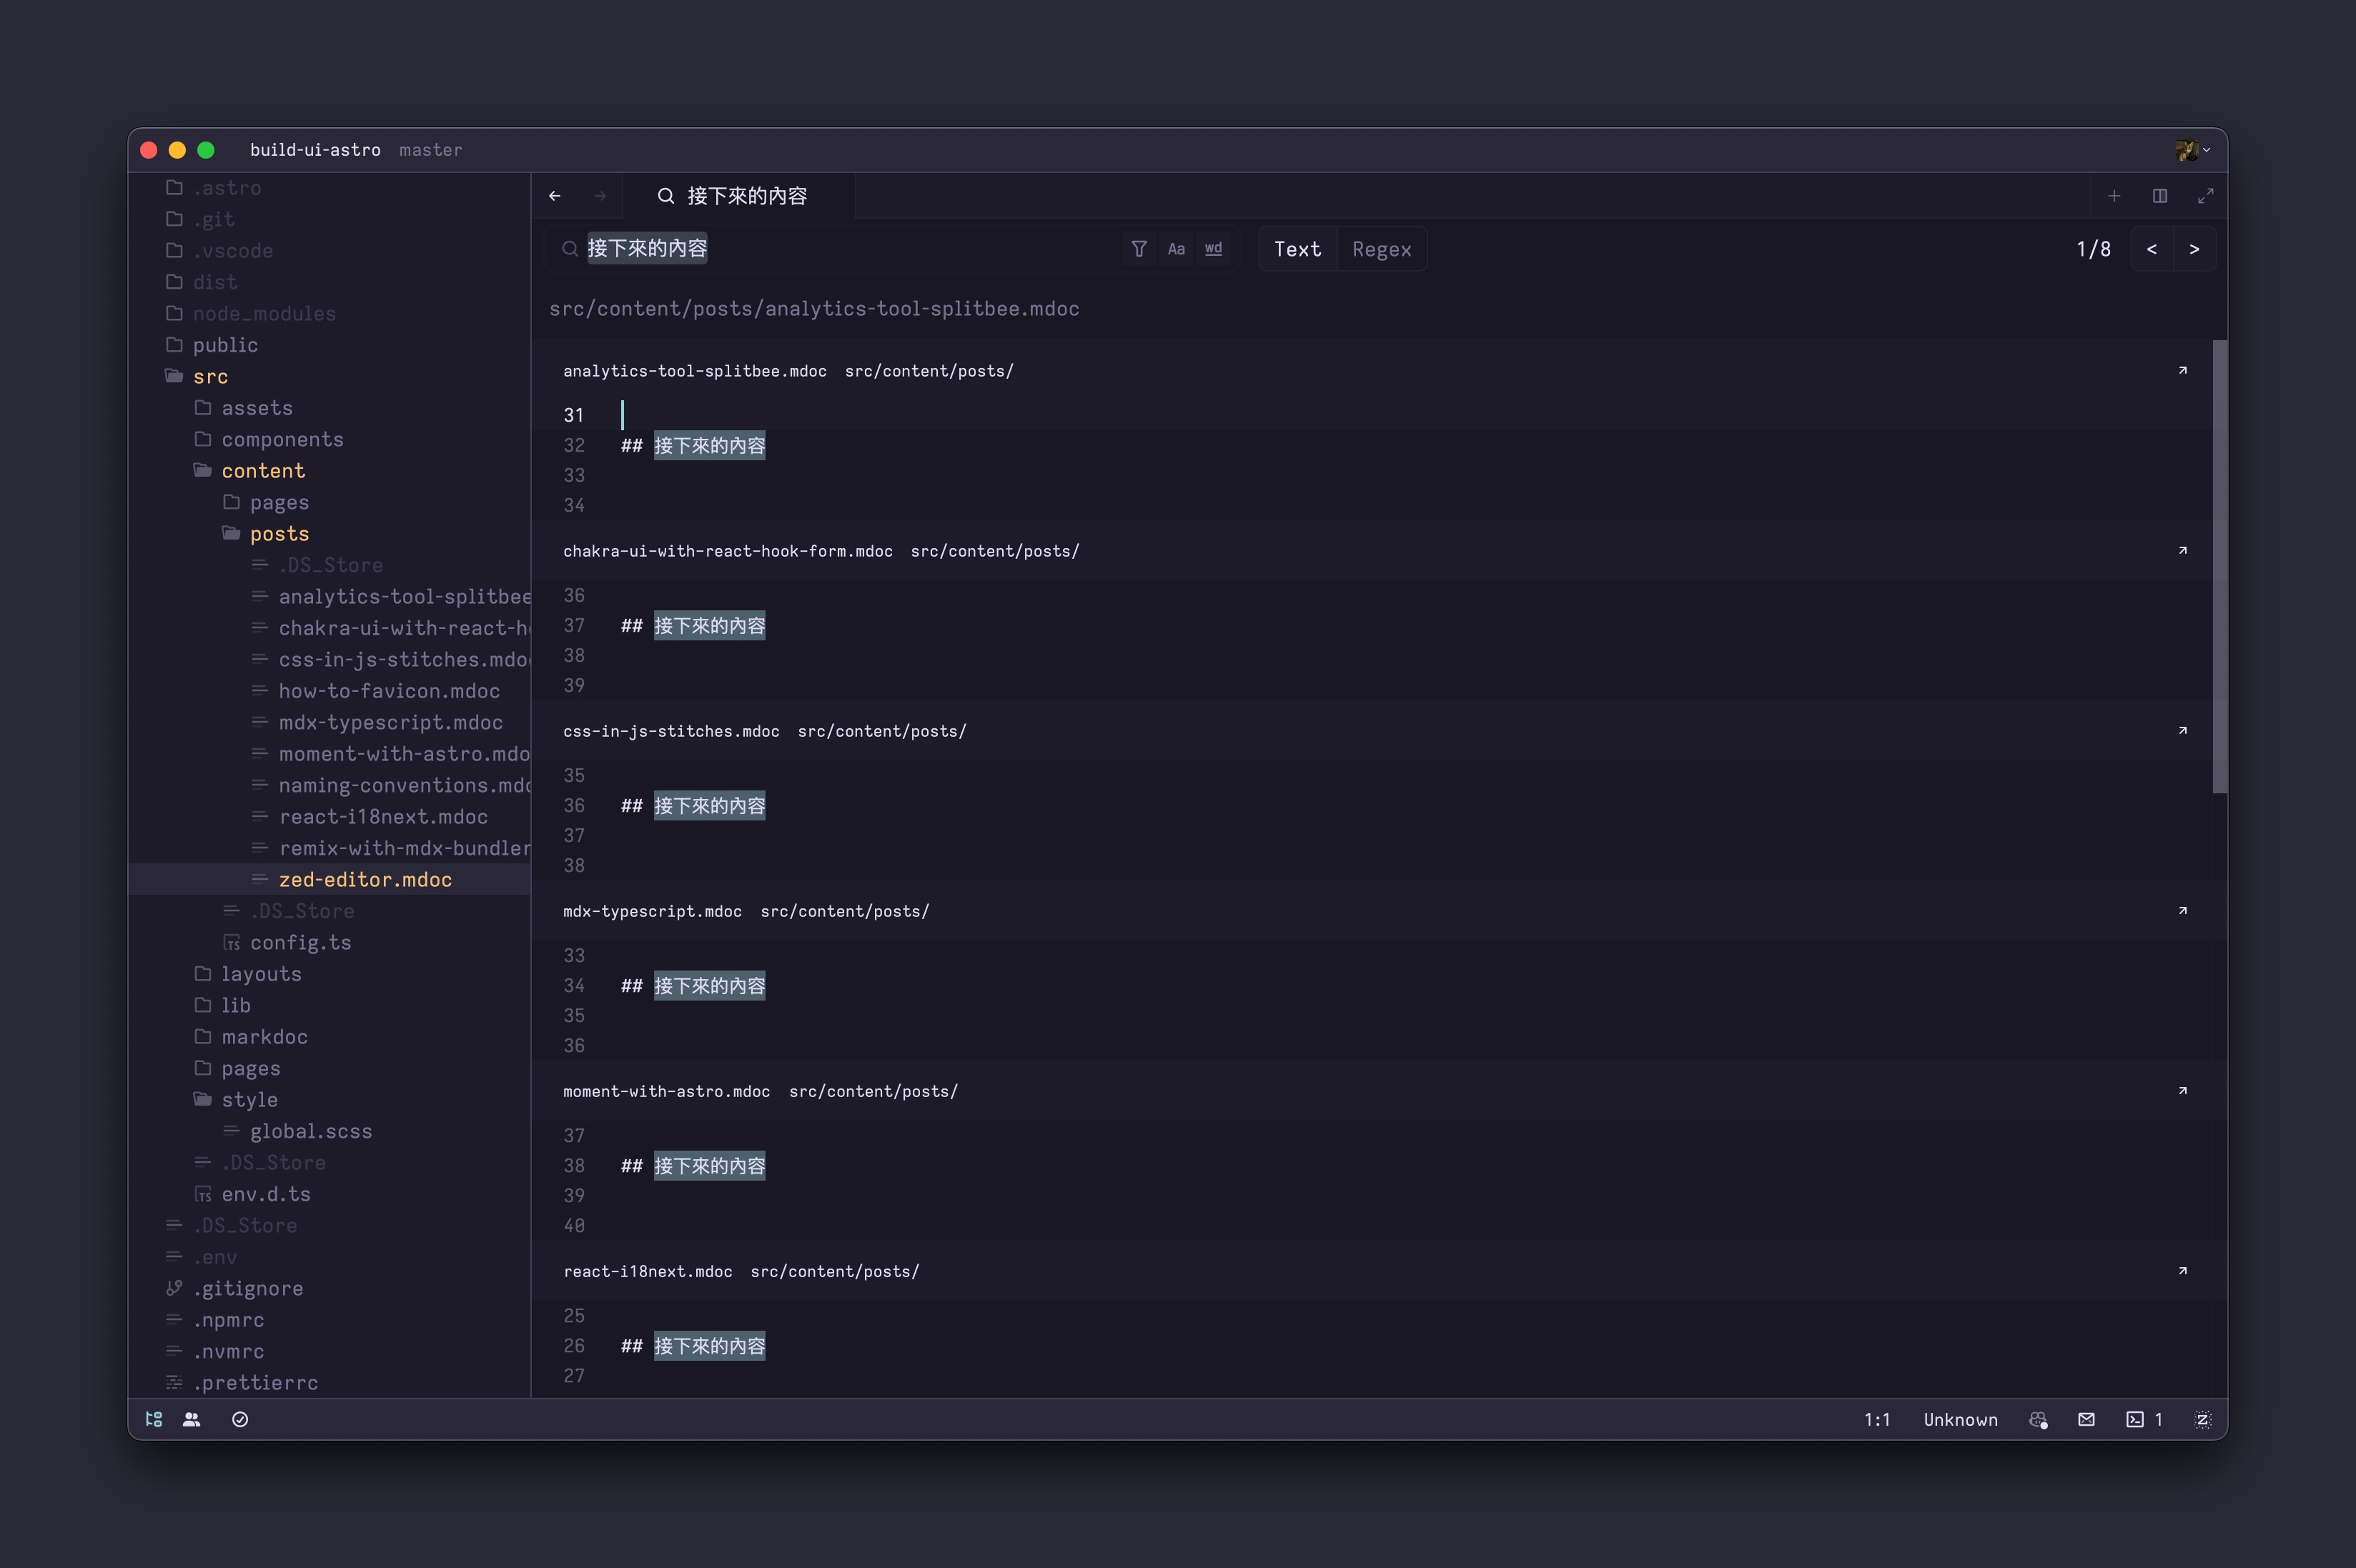 build-ui-astro master
.astro
.git
.vscode
dist
node_modules
public
src
assets
components
content
pages
posts
.DS_Store
analytics-tool-splitbee
chakra-ui-with-react-h
css-in-js-stitches.mdo
how-to-favicon.mdoc
mdx-typescript.mdoc
moment-with-astro.mdo
naming-conventions.md
react-i18next.mdoc
remix-with-mdx-bundler
zed-editor.mdoc
.DS_Store
config.ts
layouts
lib
markdoc
pages
style
global.scss
.DS_Store
env.d.ts
.DS_Store
.env
.gitignore
.npmrc
.nvmrc
.prettierrc
接下來的內容
接下來的內容 Aa wd Text Regex 1/8 < >
src/content/posts/analytics-tool-splitbee.mdoc
analytics-tool-splitbee.mdoc src/content/posts/
31
32 ## 接下來的內容
33
34
chakra-ui-with-react-hook-form.mdoc src/content/posts/
36
37 ## 接下來的內容
38
39
css-in-js-stitches.mdoc src/content/posts/
35
36 ## 接下來的內容
37
38
mdx-typescript.mdoc src/content/posts/
33
34 ## 接下來的內容
35
36
moment-with-astro.mdoc src/content/posts/
37
38 ## 接下來的內容
39
40
react-i18next.mdoc src/content/posts/
25
26 ## 接下來的內容
27
1:1 Unknown 1